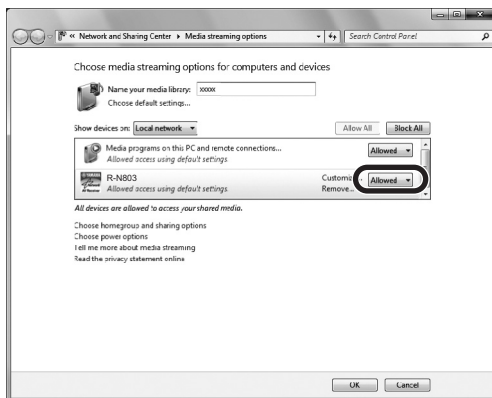 « Network and Sharing Center ▸ Media streaming options
Search Control Panel
Choose media streaming options for computers and devices
Name your media library: xxxxx
Choose default settings...
Show devices on: Local network
Allow All
Block All
Media programs on this PC and remote connections...
Allowed access using default settings
Allowed
R-N803
Allowed access using default settings
Customize...
Remove...
Allowed
All devices are allowed to access your shared media.
Choose homegroup and sharing options
Choose power options
Tell me more about media streaming
Read the privacy statement online
OK
Cancel